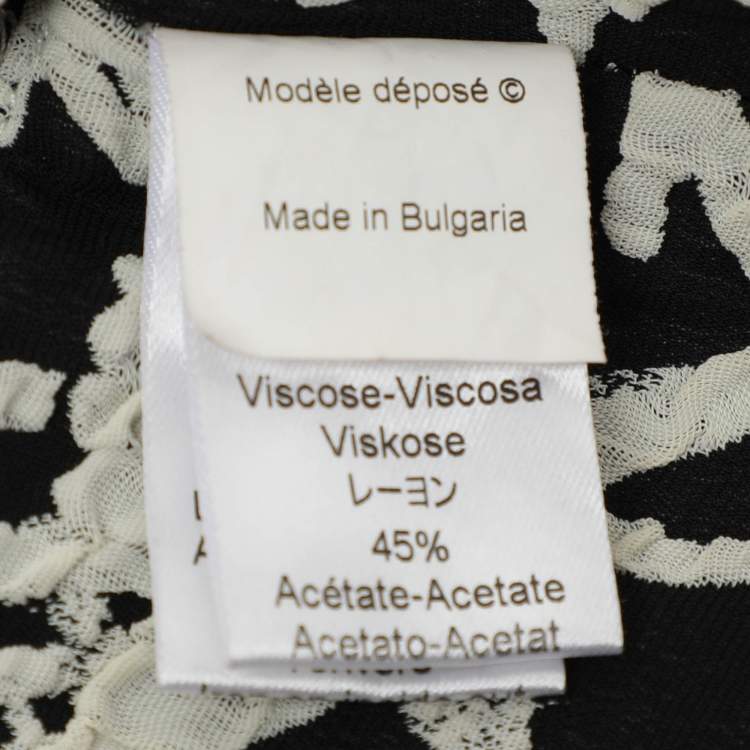 Modèle déposé ©
Made in Bulgaria
Viscose-Viscosa
Viskose
レーヨン
45%
Acétate-Acetate
Acetato-Acetat